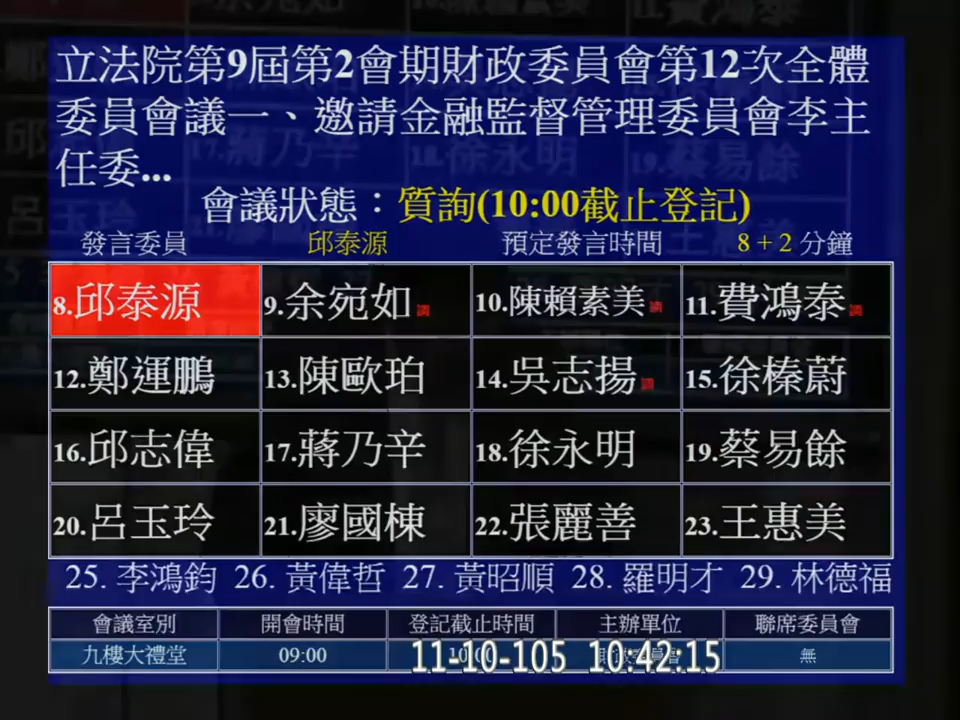 立法院第9屆第2會期財政委員會第12次全體
委員會議一、邀請金融監督管理委員會李主
任委...
會議狀態：質詢(10:00截止登記)
發言委員 邱泰源 預定發言時間 8 + 2 分鐘
8.邱泰源 9.余宛如 10.陳賴素美 11.費鴻泰
12.鄭運鵬 13.陳歐珀 14.吳志揚 15.徐榛蔚
16.邱志偉 17.蔣乃辛 18.徐永明 19.蔡易餘
20.呂玉玲 21.廖國棟 22.張麗善 23.王惠美
25. 李鴻鈞 26. 黃偉哲 27. 黃昭順 28. 羅明才 29. 林德福
會議室別 開會時間 登記截止時間 主辦單位 聯席委員會
九樓大禮堂 09:00 無
11-10-105 10:42:15